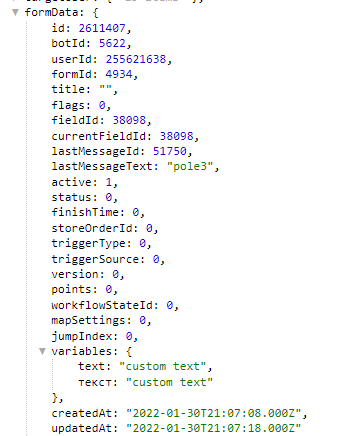 formData: {
id: 2611407,
botId: 5622,
userId: 255621638,
formId: 4934,
title: "",
flags: 0,
fieldId: 38098,
currentFieldId: 38098,
lastMessageId: 51750,
lastMessageText: "pole3",
active: 1,
status: 0,
finishTime: 0,
storeOrderId: 0,
triggerType: 0,
triggerSource: 0,
version: 0,
points: 0,
workflowStateId: 0,
mapSettings: 0,
jumpIndex: 0,
variables: {
text: "custom text",
текст: "custom text"
},
createdAt: "2022-01-30T21:07:08.000Z",
updatedAt: "2022-01-30T21:07:18.000Z"